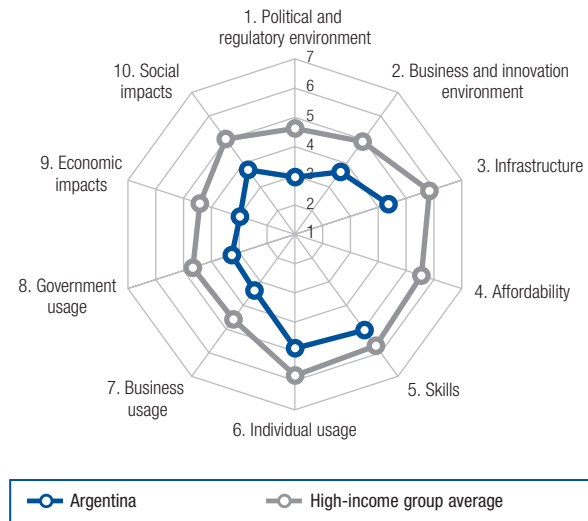 1. Political and
regulatory environment
2. Business and innovation
environment
3. Infrastructure
4. Affordability
5. Skills
6. Individual usage
7. Business
usage
8. Government
usage
9. Economic
impacts
10. Social
impacts
7
6
5
4
3
2
1
Argentina
High-income group average